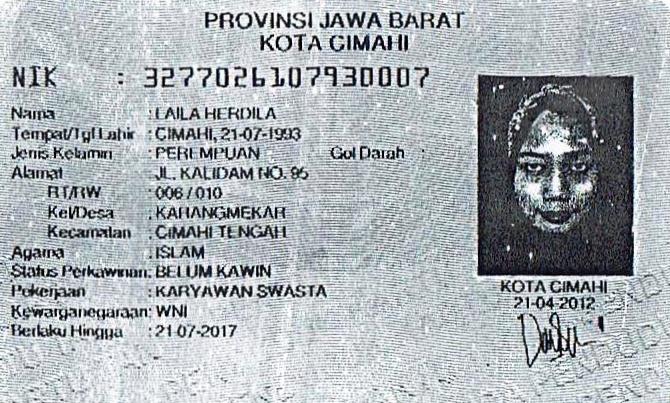 PROVINSI JAWA BARAT
KOTA CIMAHI
NIK : 3277026107930007
Nama : LAILA HERDILA
Tempat/Tgl Lahir : CIMAHI, 21-07-1993
Jenis Kelamin : PEREMPUAN Gol Darah :
Alamat : JL. KALIDAM NO. 95
RT/RW : 006 / 010
Kel/Desa : KARANGMEKAR
Kecamatan : CIMAHI TENGAH
Agama : ISLAM
Status Perkawinan: BELUM KAWIN
Pekerjaan : KARYAWAN SWASTA
Kewarganegaraan: WNI
Berlaku Hingga : 21-07-2017
KOTA CIMAHI
21-04-2012